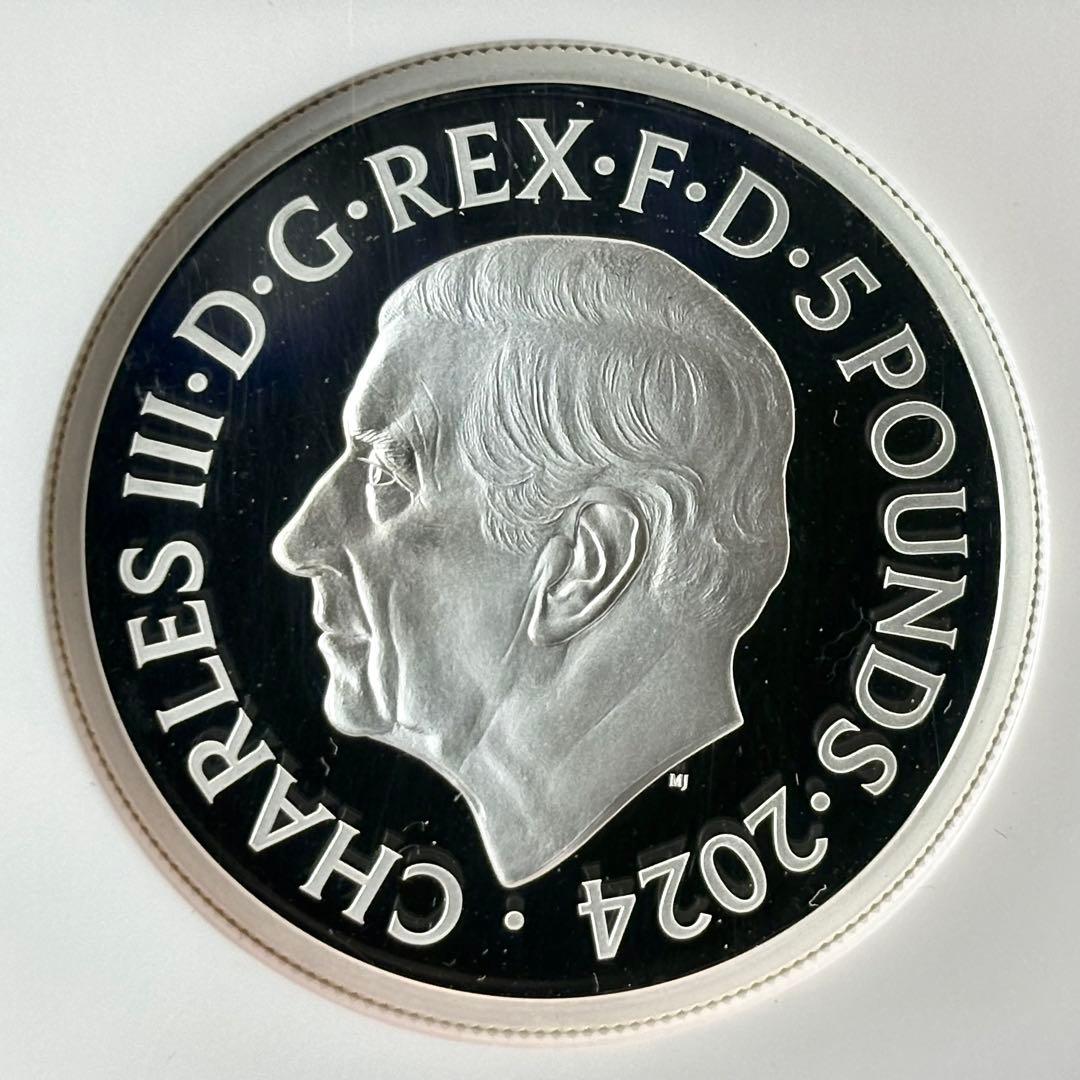 · CHARLES III · D · G · REX · F · D · 5 POUNDS · 2024
MJ